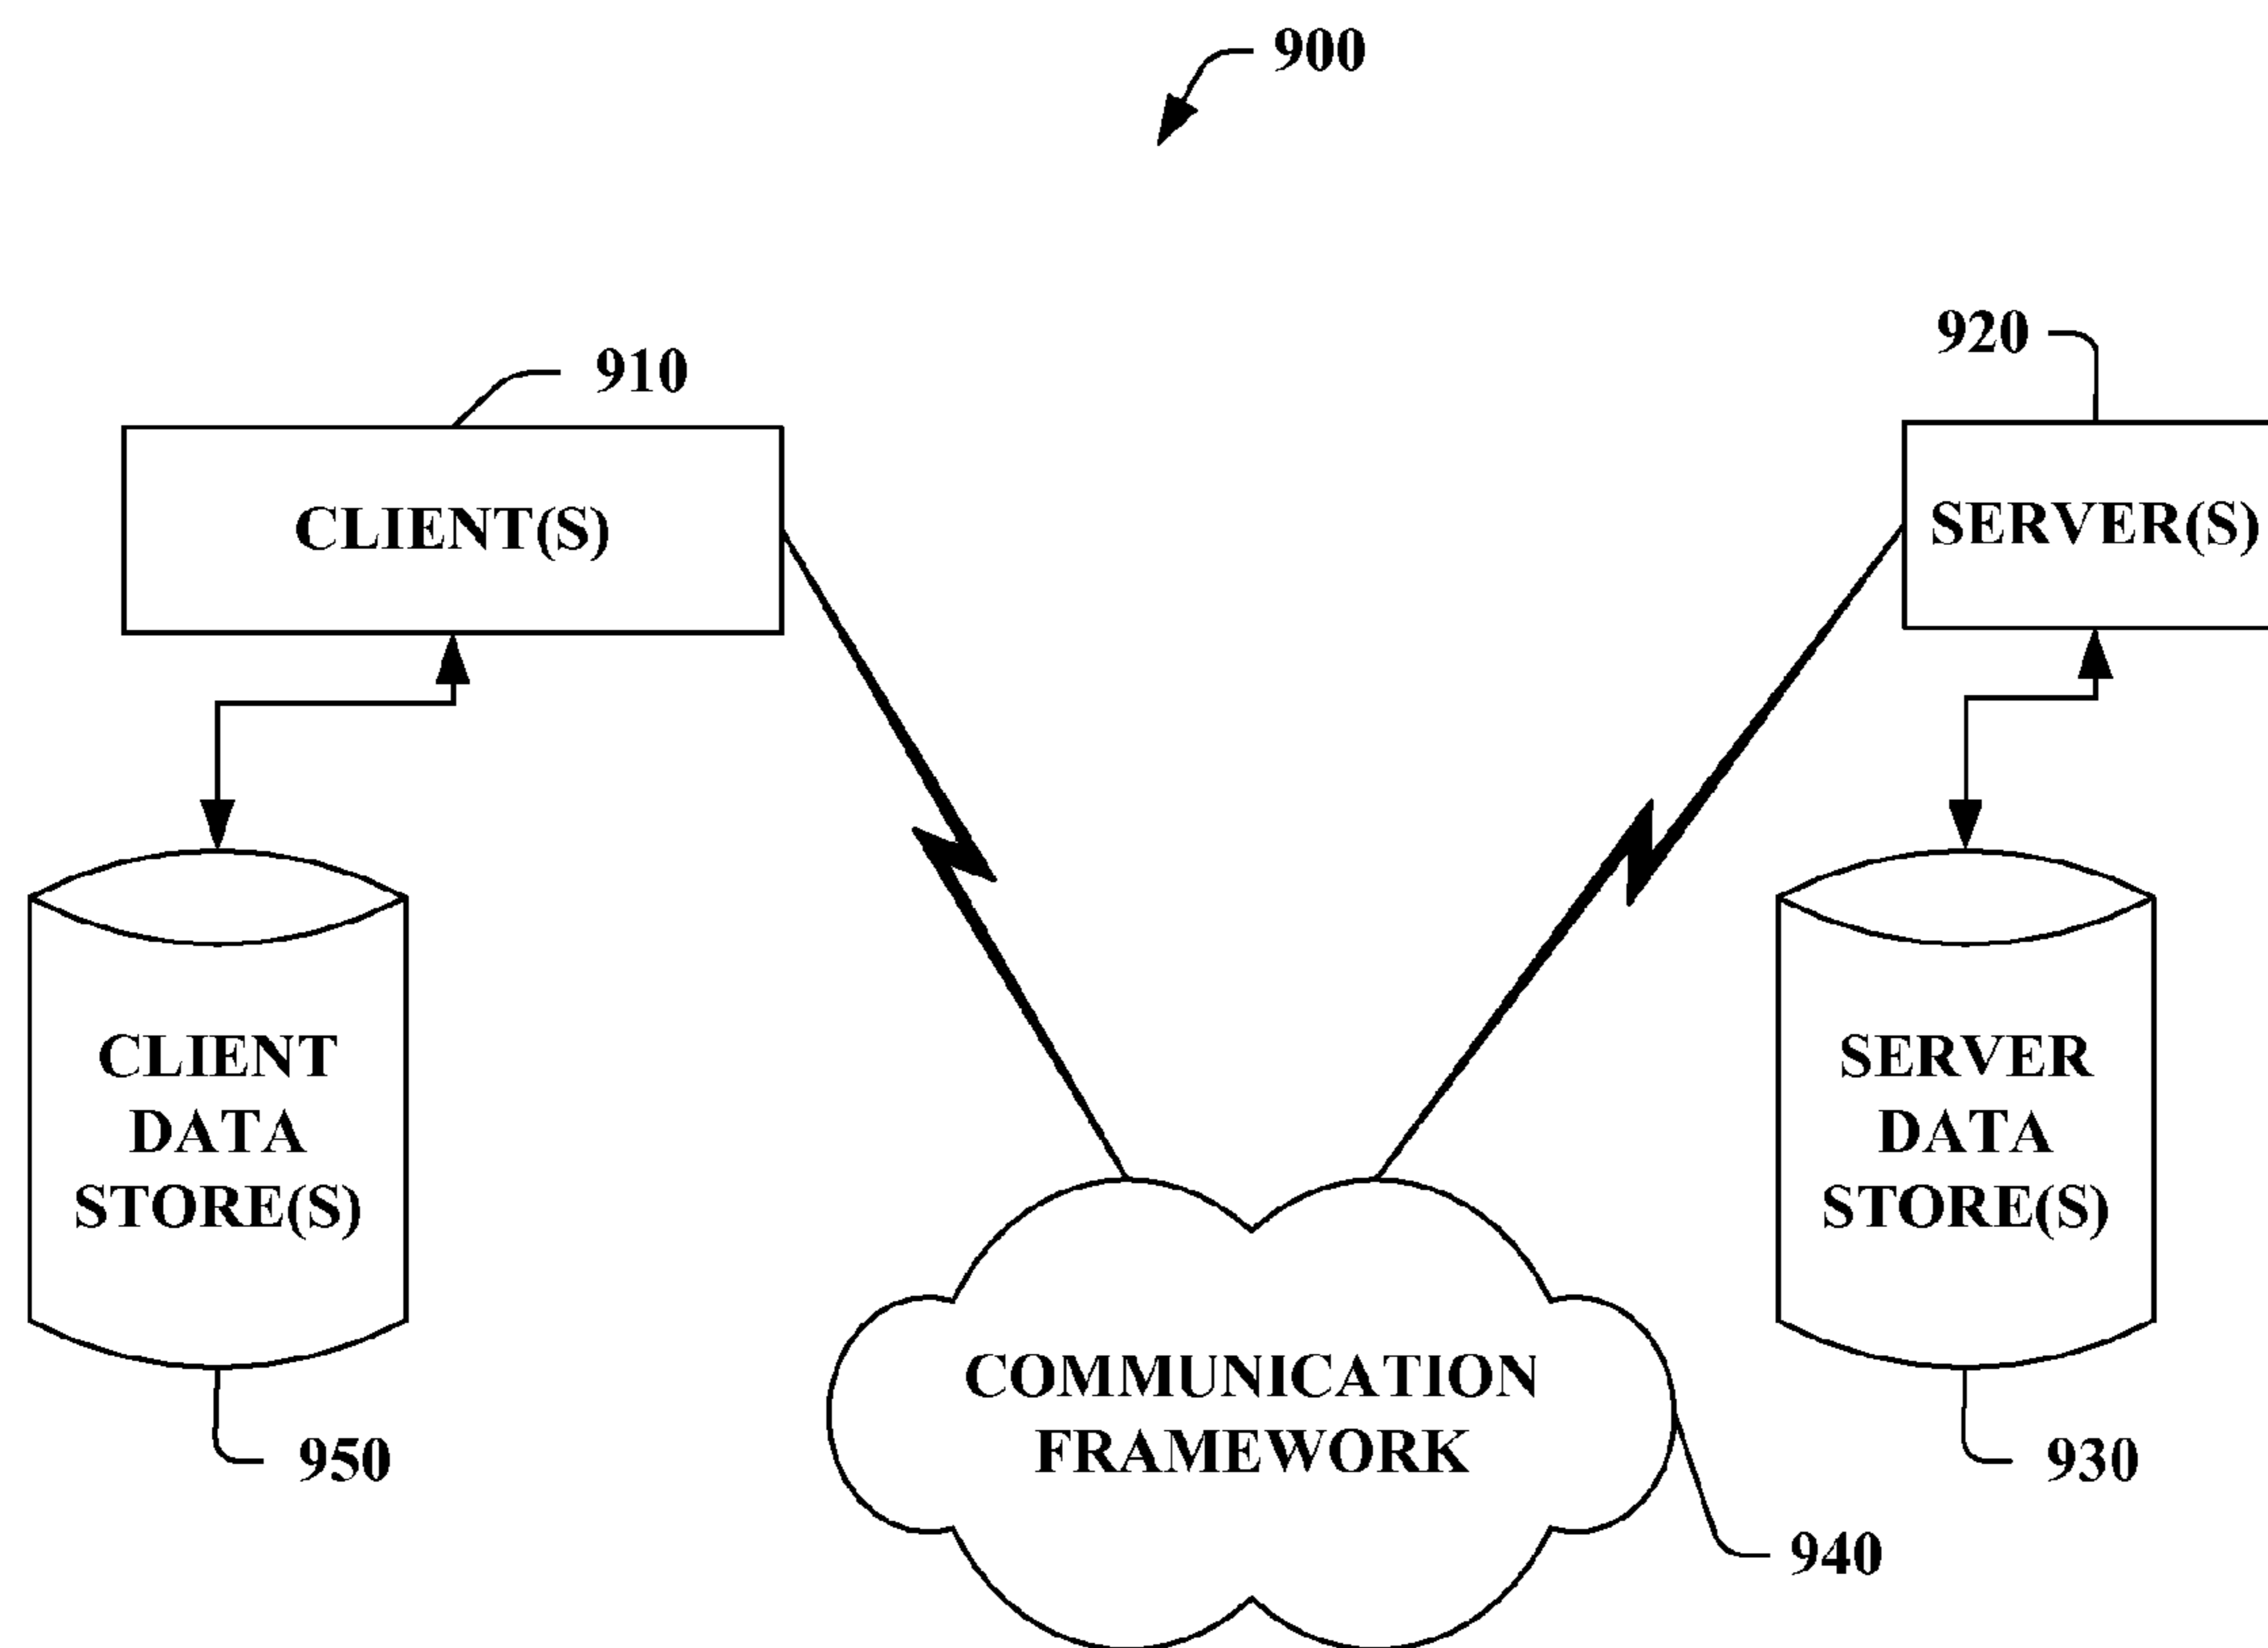 900
910
920
CLIENT(S)
SERVER(S)
CLIENT
DATA
STORE(S)
SERVER
DATA
STORE(S)
COMMUNICATION
FRAMEWORK
950
930
940